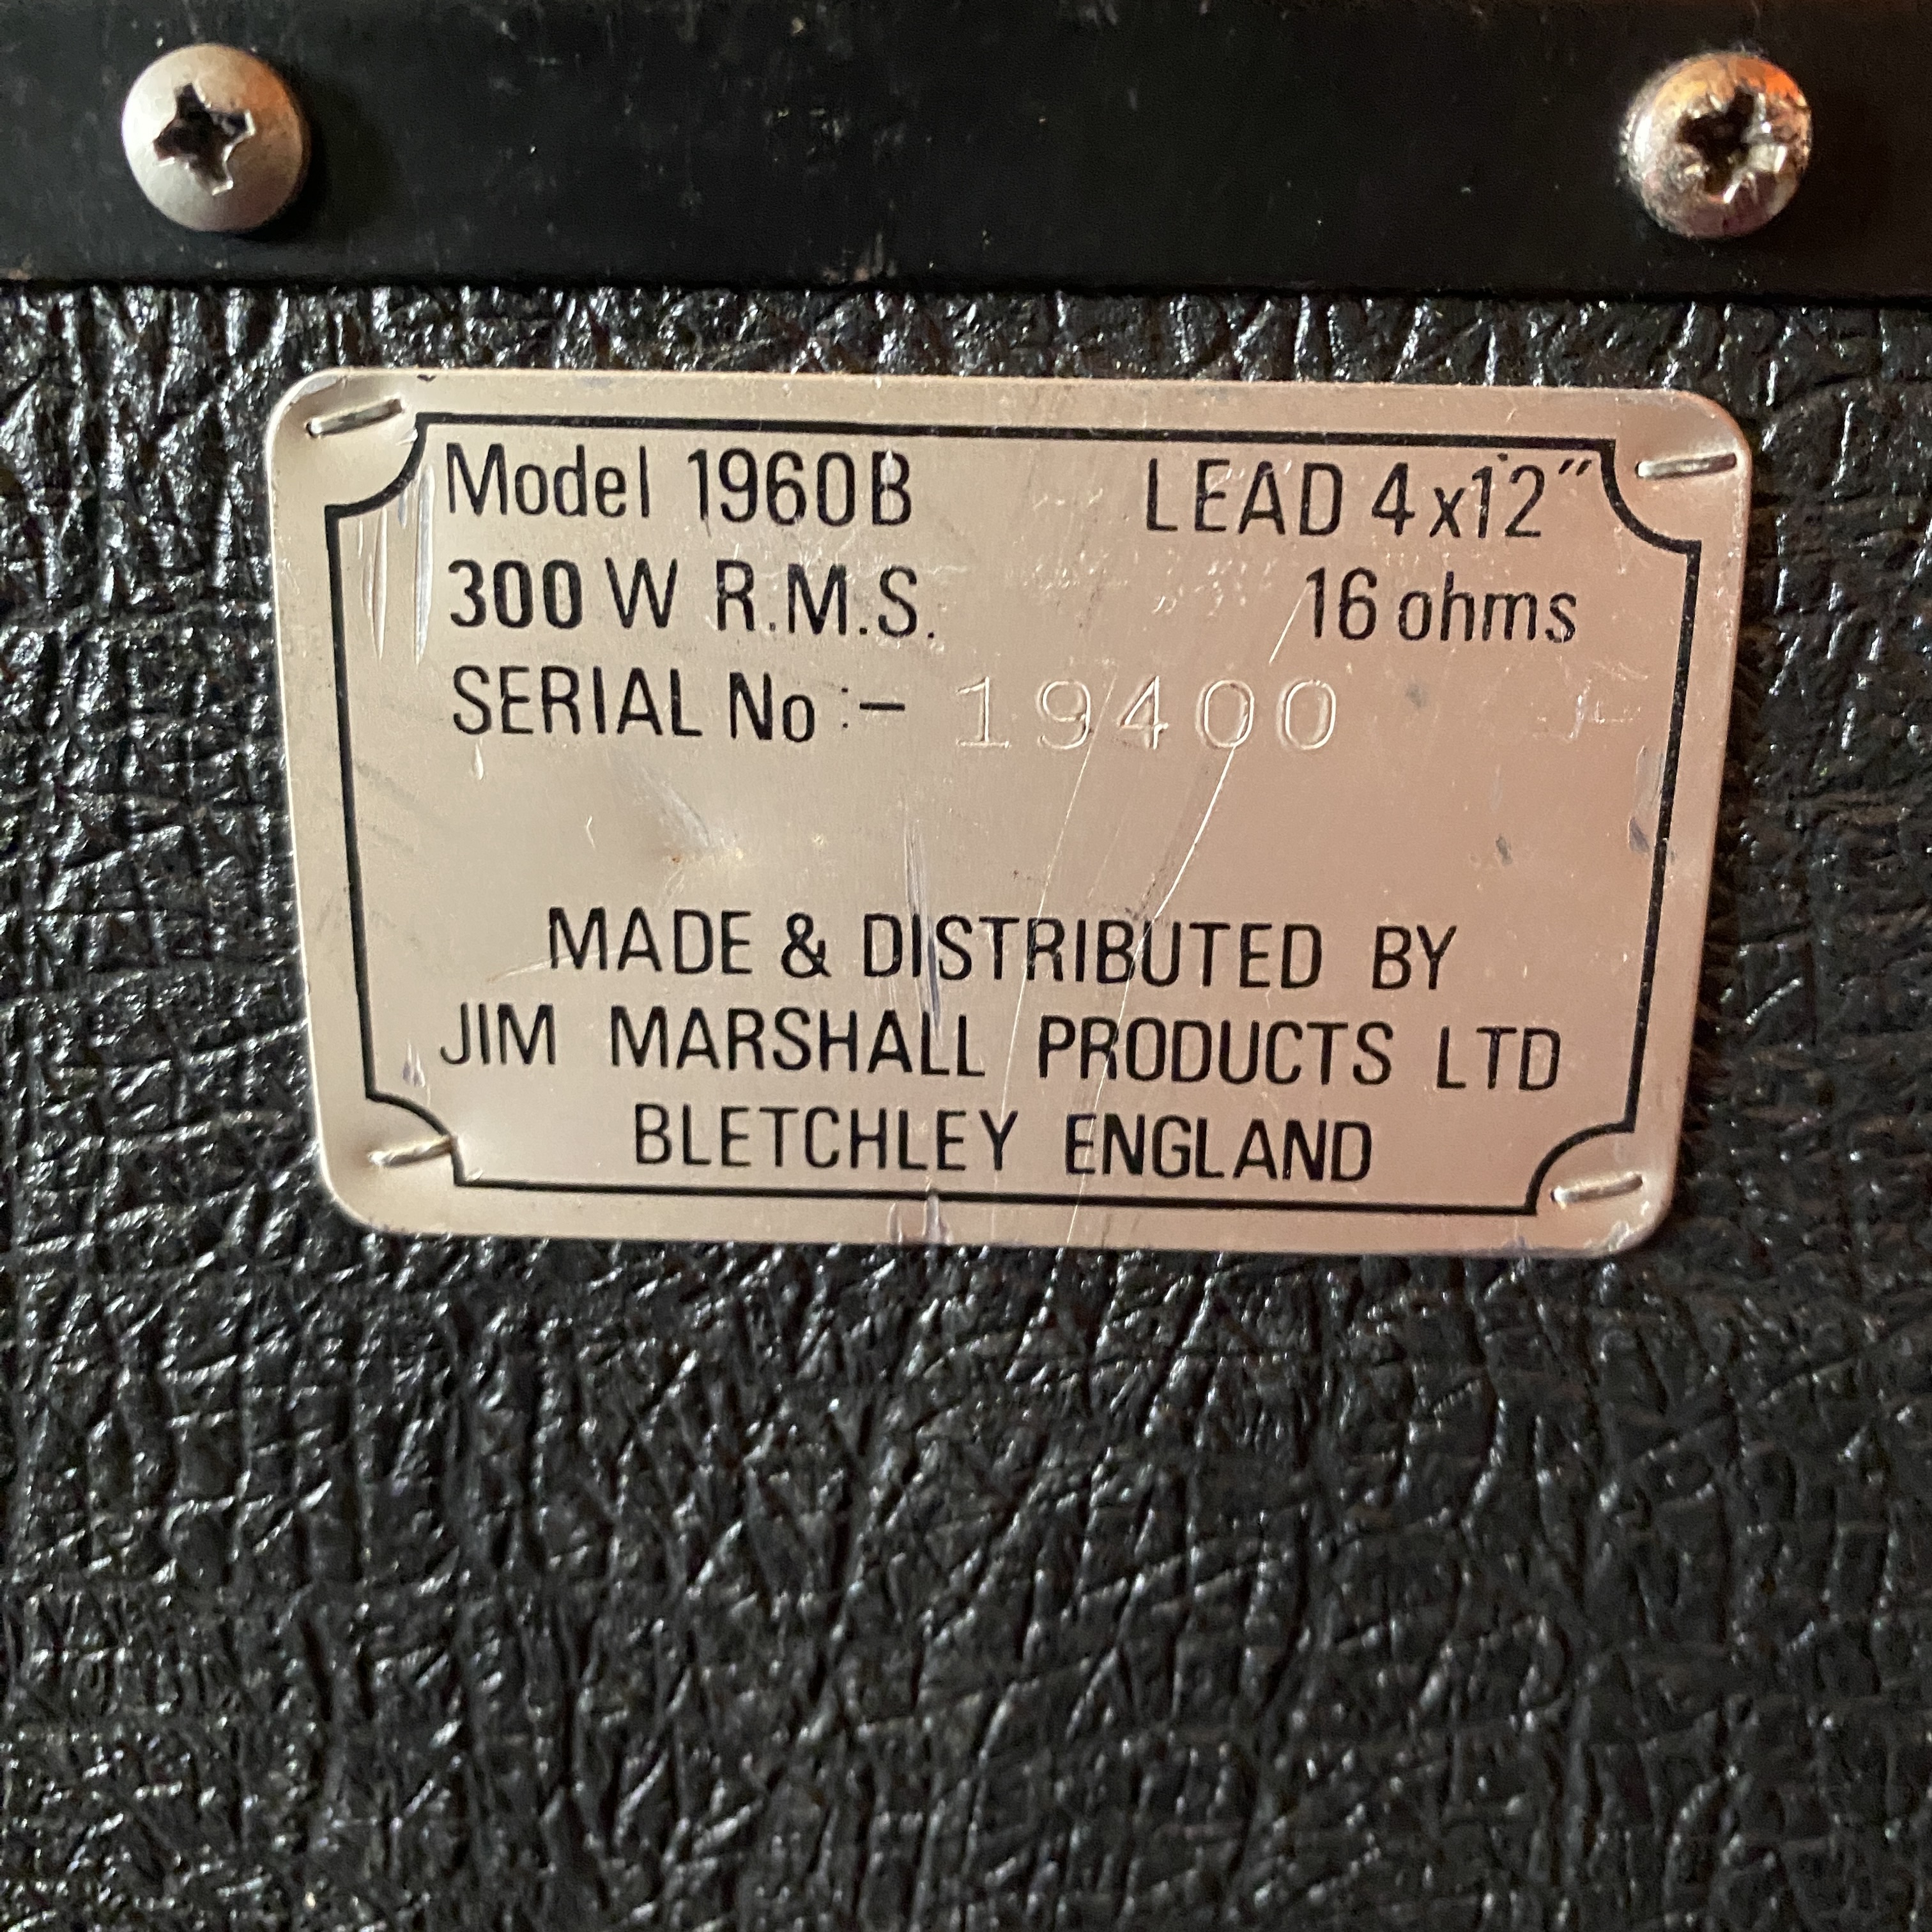 Model 1960B LEAD 4x12"
300 W R.M.S. 16 ohms
SERIAL No :- 19400
MADE & DISTRIBUTED BY
JIM MARSHALL PRODUCTS LTD
BLETCHLEY ENGLAND